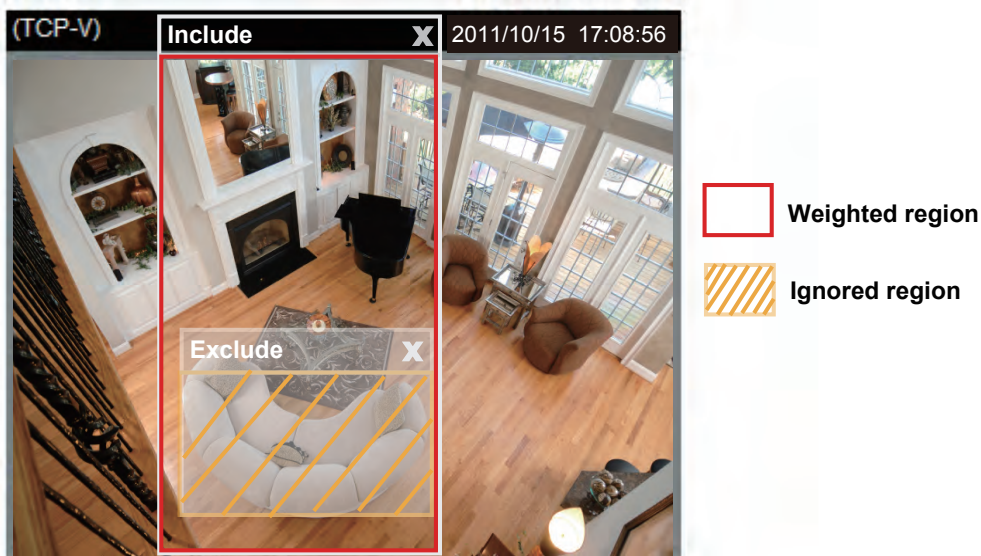 (TCP-V)
Include X 2011/10/15 17:08:56
Exclude X
Weighted region
Ignored region